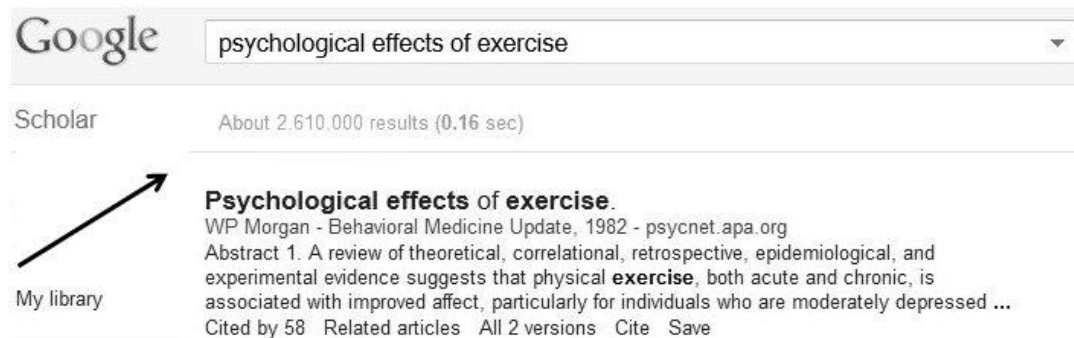 Google psychological effects of exercise
Scholar About 2.610.000 results (0.16 sec)
Psychological effects of exercise.
WP Morgan - Behavioral Medicine Update, 1982 - psycnet.apa.org
Abstract 1. A review of theoretical, correlational, retrospective, epidemiological, and
experimental evidence suggests that physical exercise, both acute and chronic, is
associated with improved affect, particularly for individuals who are moderately depressed ...
Cited by 58 Related articles All 2 versions Cite Save
My library